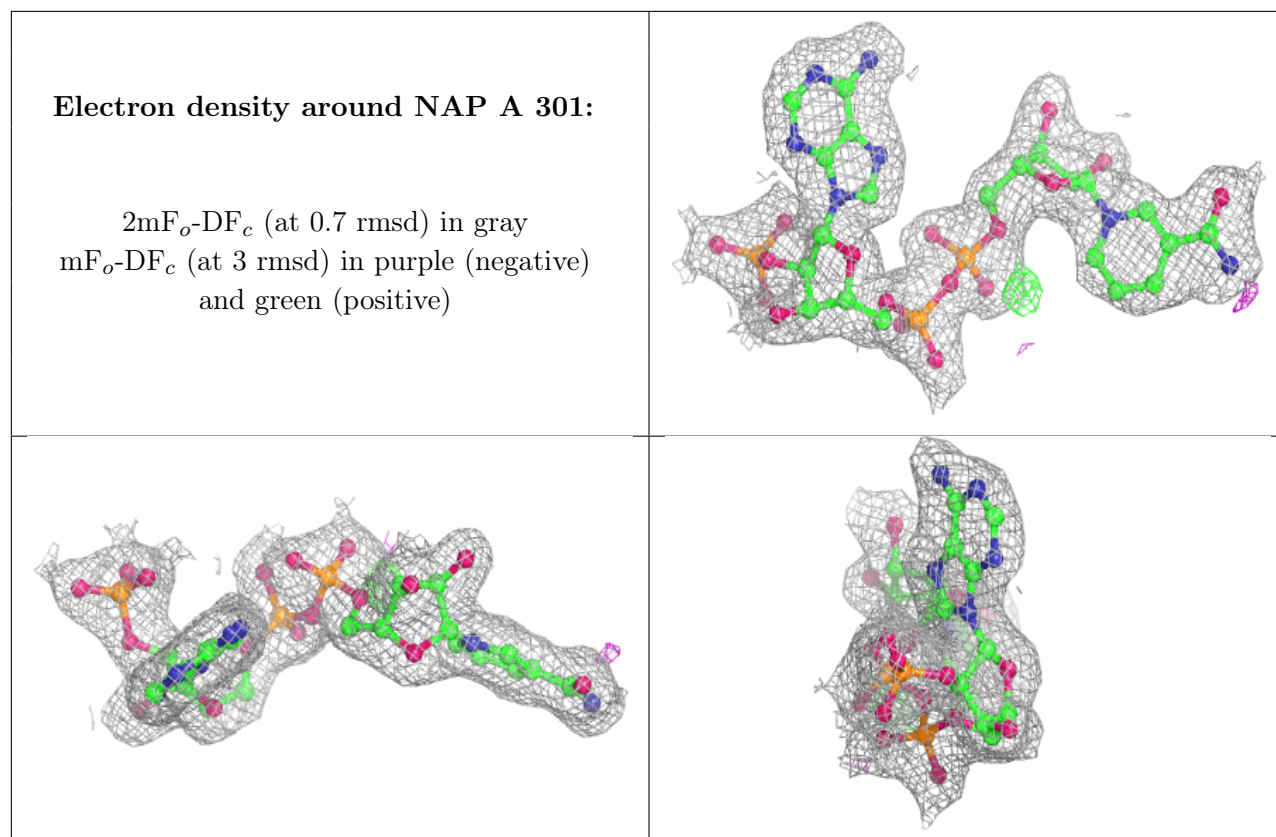 Electron density around NAP A 301:
2mFₒ-DF𝒸 (at 0.7 rmsd) in gray
mFₒ-DF𝒸 (at 3 rmsd) in purple (negative)
and green (positive)